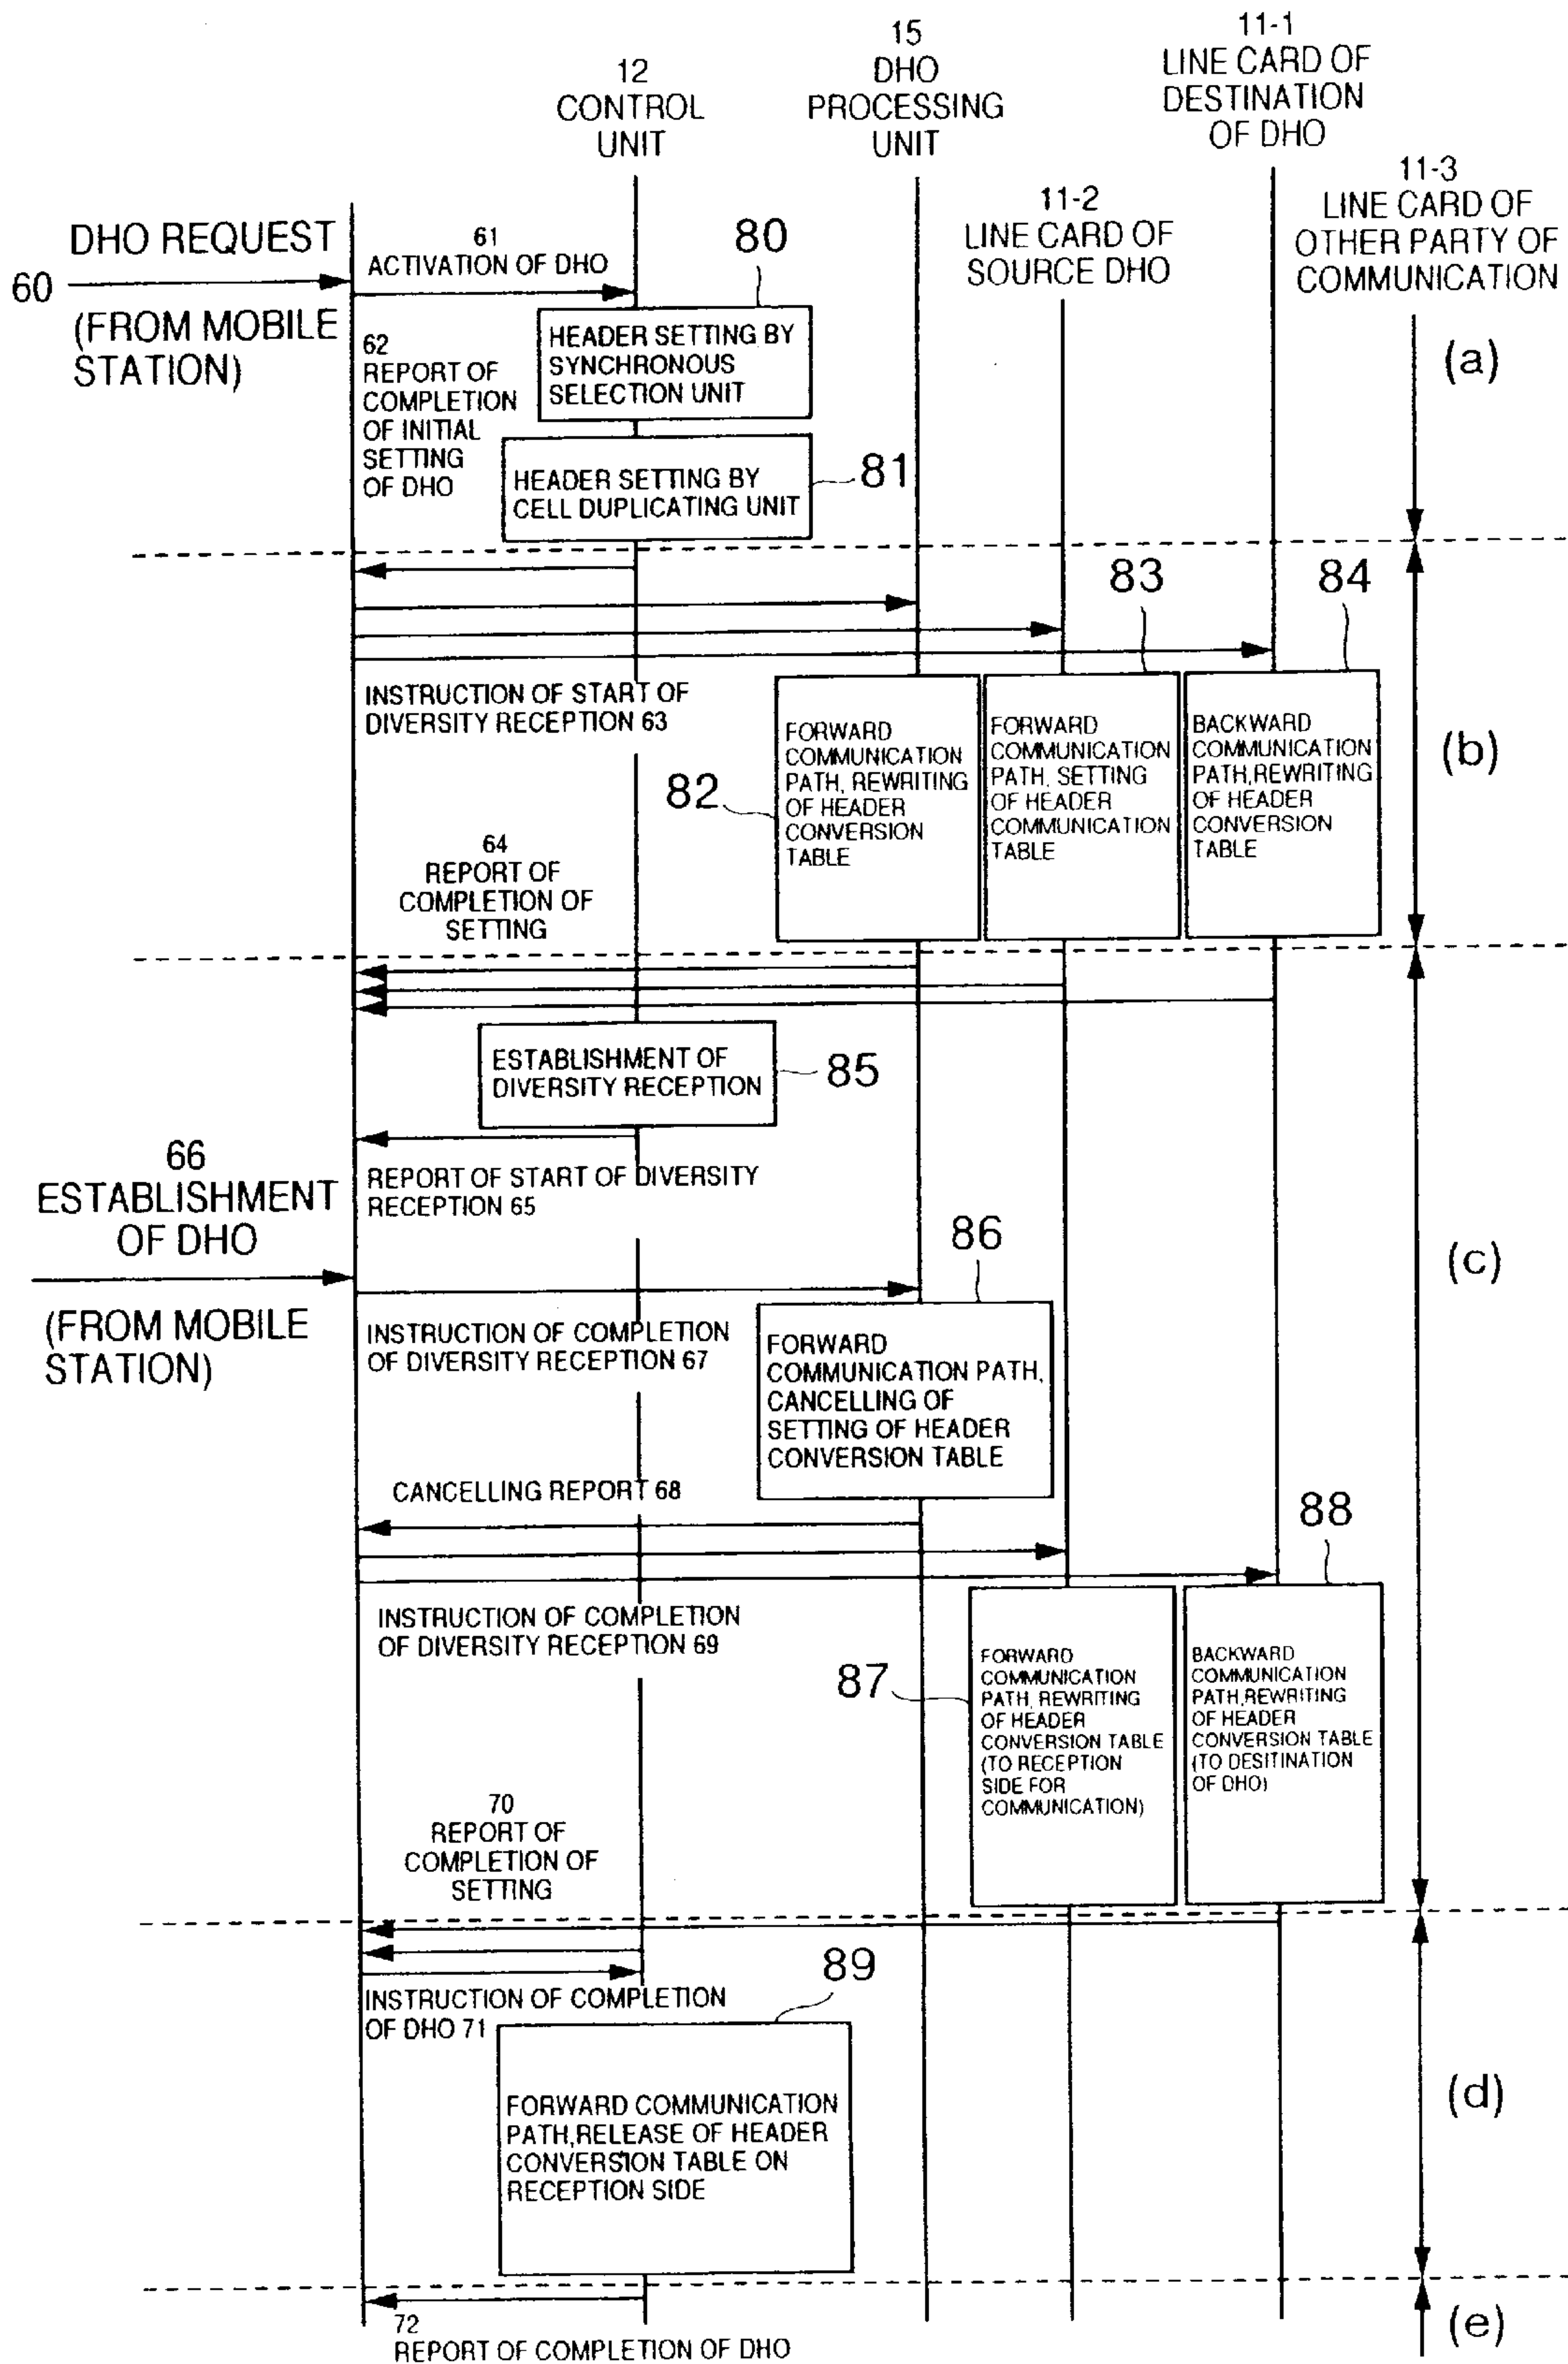 15
DHO
PROCESSING
UNIT
11-1
LINE CARD OF
DESTINATION
OF DHO
12
CONTROL
UNIT
11-2
LINE CARD OF
SOURCE DHO
11-3
LINE CARD OF
OTHER PARTY OF
COMMUNICATION
DHO REQUEST
60
(FROM MOBILE
STATION)
61
ACTIVATION OF DHO
80
HEADER SETTING BY
SYNCHRONOUS
SELECTION UNIT
62
REPORT OF
COMPLETION
OF INITIAL
SETTING
OF DHO
HEADER SETTING BY
CELL DUPLICATING UNIT
81
(a)
83
84
INSTRUCTION OF START OF
DIVERSITY RECEPTION 63
82
FORWARD
COMMUNICATION
PATH, REWRITING
OF HEADER
CONVERSION
TABLE
FORWARD
COMMUNICATION
PATH, SETTING
OF HEADER
COMMUNICATION
TABLE
BACKWARD
COMMUNICATION
PATH,REWRITING
OF HEADER
CONVERSION
TABLE
(b)
64
REPORT OF
COMPLETION OF
SETTING
ESTABLISHMENT OF
DIVERSITY RECEPTION
85
REPORT OF START OF DIVERSITY
RECEPTION 65
66
ESTABLISHMENT
OF DHO
(FROM MOBILE
STATION)
86
INSTRUCTION OF COMPLETION
OF DIVERSITY RECEPTION 67
FORWARD
COMMUNICATION PATH,
CANCELLING OF
SETTING OF HEADER
CONVERSION TABLE
(c)
CANCELLING REPORT 68
88
INSTRUCTION OF COMPLETION
OF DIVERSITY RECEPTION 69
87
FORWARD
COMMUNICATION
PATH, REWRITING
OF HEADER
CONVERSION TABLE
(TO RECEPTION
SIDE FOR
COMMUNICATION)
BACKWARD
COMMUNICATION
PATH,REWRITING
OF HEADER
CONVERSION TABLE
(TO DESITINATION
OF DHO)
70
REPORT OF
COMPLETION OF
SETTING
89
INSTRUCTION OF COMPLETION
OF DHO 71
FORWARD COMMUNICATION
PATH,RELEASE OF HEADER
CONVERSION TABLE ON
RECEPTION SIDE
(d)
72
REPORT OF COMPLETION OF DHO
(e)